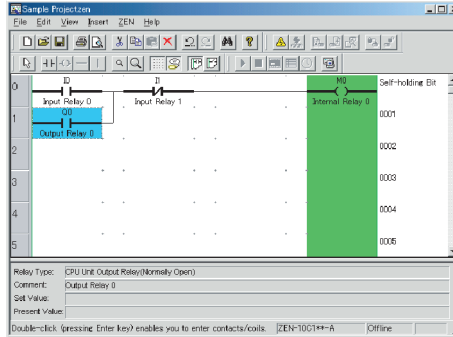 Sample Projectzen
File Edit View Insert ZEN Help
0 I0 I1 M0 Self-holding Bit
Input Relay 0 Input Relay 1 Internal Relay 0
1 Q0 0001
Output Relay 0
2 0002
3 0003
4 0004
5 0005
Relay Type: CPU Unit Output Relay(Normally Open)
Comment: Output Relay 0
Set Value:
Present Value:
Double-click (pressing Enter key) enables you to enter contacts/coils. ZEN-10C1**-A Offline